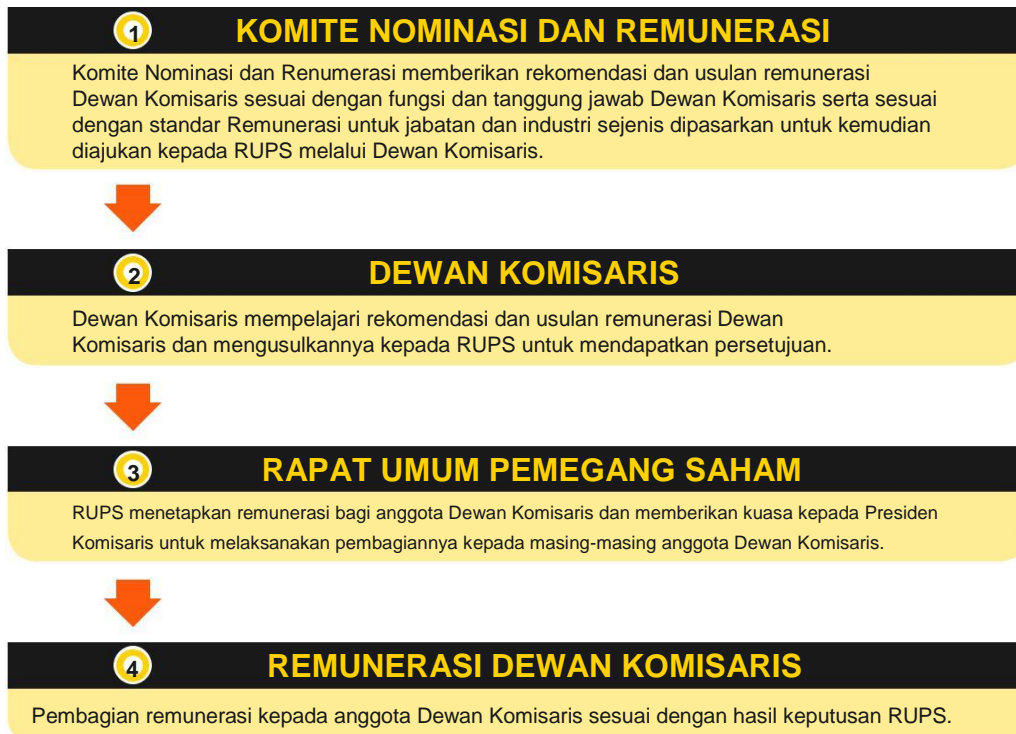 1 KOMITE NOMINASI DAN REMUNERASI
Komite Nominasi dan Renumerasi memberikan rekomendasi dan usulan remunerasi
Dewan Komisaris sesuai dengan fungsi dan tanggung jawab Dewan Komisaris serta sesuai
dengan standar Remunerasi untuk jabatan dan industri sejenis dipasarkan untuk kemudian
diajukan kepada RUPS melalui Dewan Komisaris.
2 DEWAN KOMISARIS
Dewan Komisaris mempelajari rekomendasi dan usulan remunerasi Dewan
Komisaris dan mengusulkannya kepada RUPS untuk mendapatkan persetujuan.
3 RAPAT UMUM PEMEGANG SAHAM
RUPS menetapkan remunerasi bagi anggota Dewan Komisaris dan memberikan kuasa kepada Presiden
Komisaris untuk melaksanakan pembagiannya kepada masing-masing anggota Dewan Komisaris.
4 REMUNERASI DEWAN KOMISARIS
Pembagian remunerasi kepada anggota Dewan Komisaris sesuai dengan hasil keputusan RUPS.